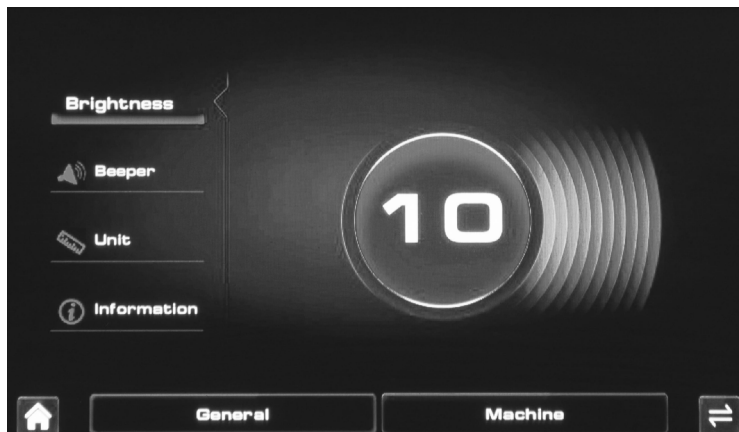 Brightness
Beeper
Unit
Information
10
General
Machine